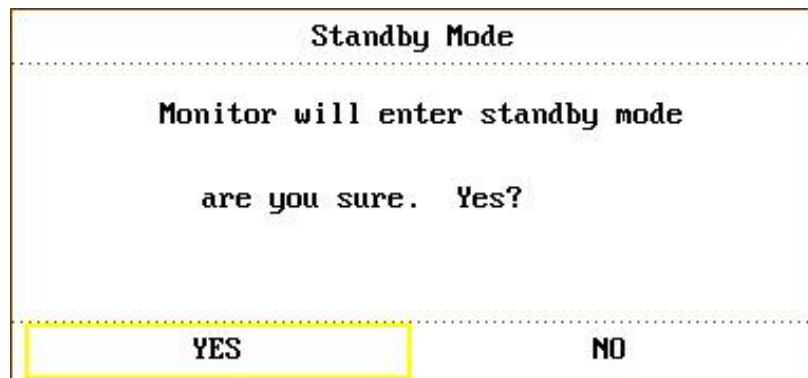 Standby Mode
Monitor will enter standby mode
are you sure. Yes?
YES NO